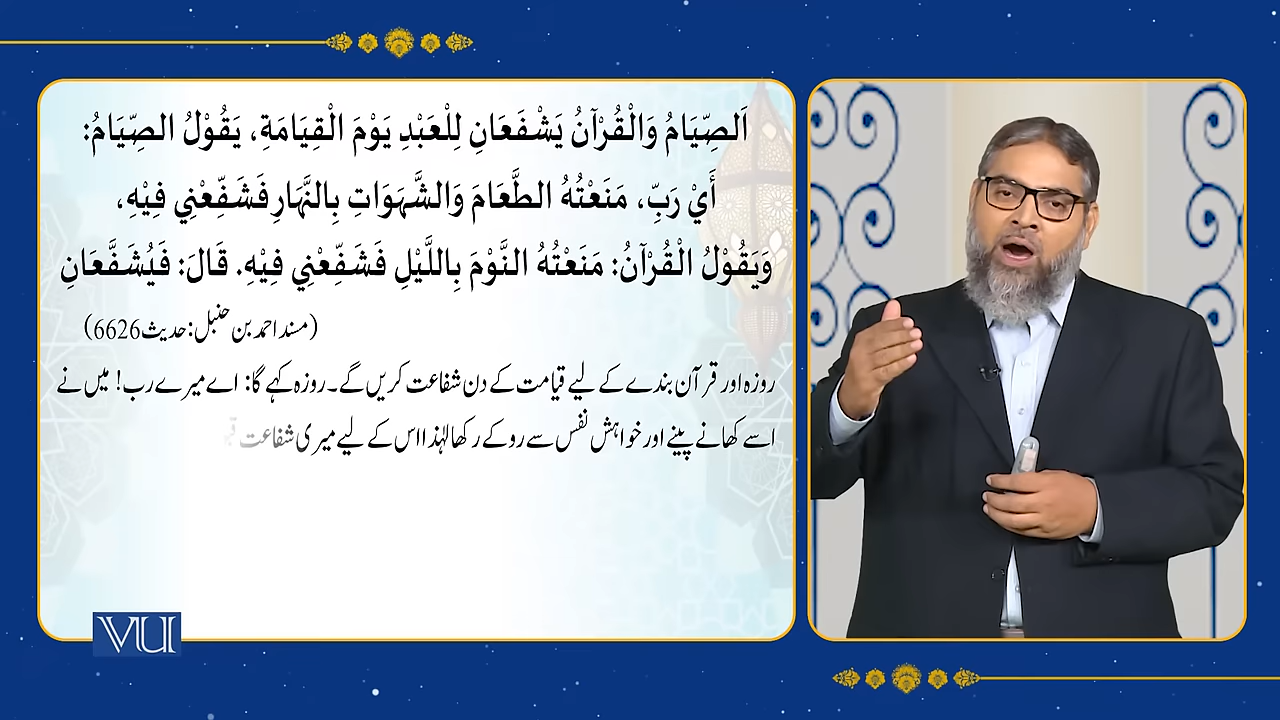 اَلصِّيَامُ وَالْقُرْآنُ يَشْفَعَانِ لِلْعَبْدِ يَوْمَ الْقِيَامَةِ، يَقُوْلُ الصِّيَامُ:
أَيْ رَبِّ، مَنَعْتُهُ الطَّعَامَ وَالشَّهَوَاتِ بِالنَّهَارِ فَشَفِّعْنِي فِيْهِ،
وَيَقُوْلُ الْقُرْآنُ: مَنَعْتُهُ النَّوْمَ بِاللَّيْلِ فَشَفِّعْنِي فِيْهِ. قَالَ: فَيُشَفَّعَانِ
(مسند احمد بن حنبل: حدیث 6626)
روزہ اور قرآن بندے کے لیے قیامت کے دن شفاعت کریں گے۔ روزہ کہے گا: اے میرے رب! میں نے
اسے کھانے پینے اور خواہش نفس سے روکے رکھا لہٰذا اس کے لیے میری شفاعت
VU